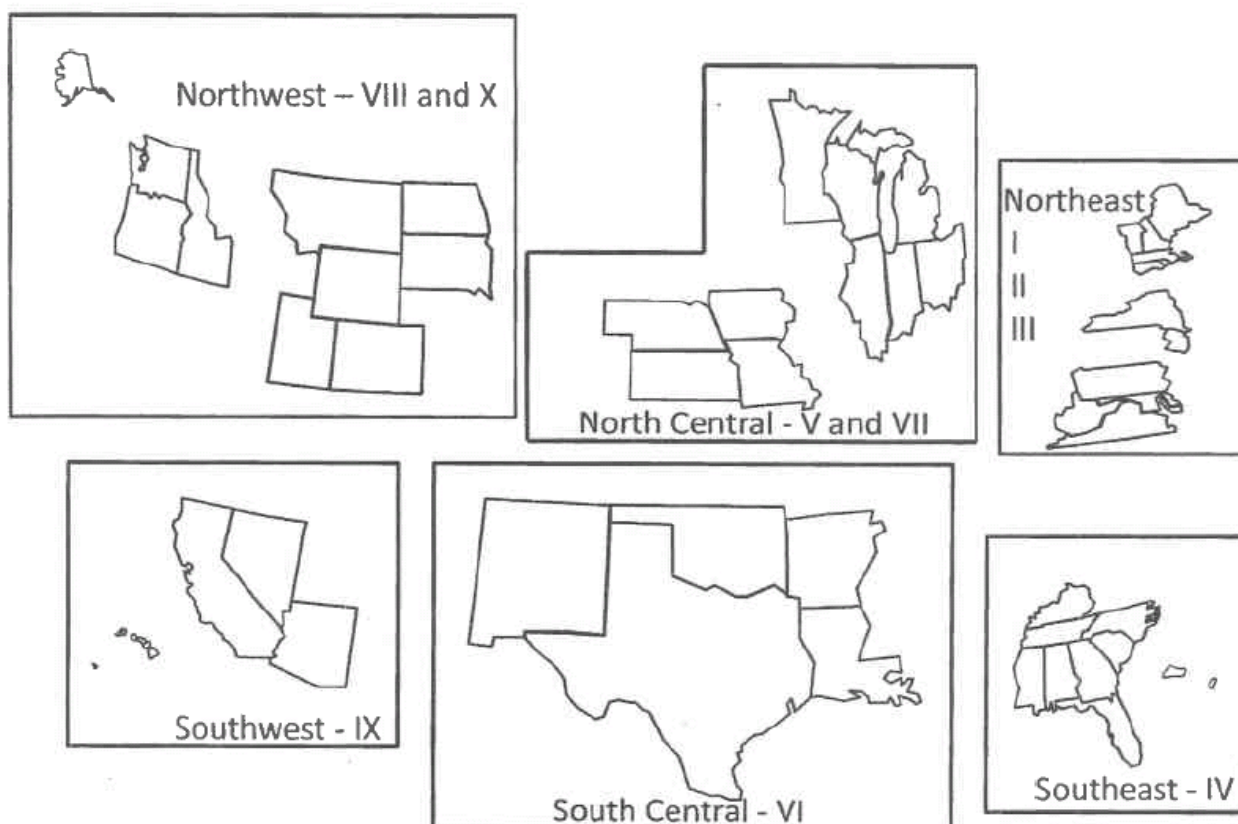 Northwest – VIII and X
Northeast
I
II
III
North Central - V and VII
Southwest - IX
South Central - VI
Southeast - IV